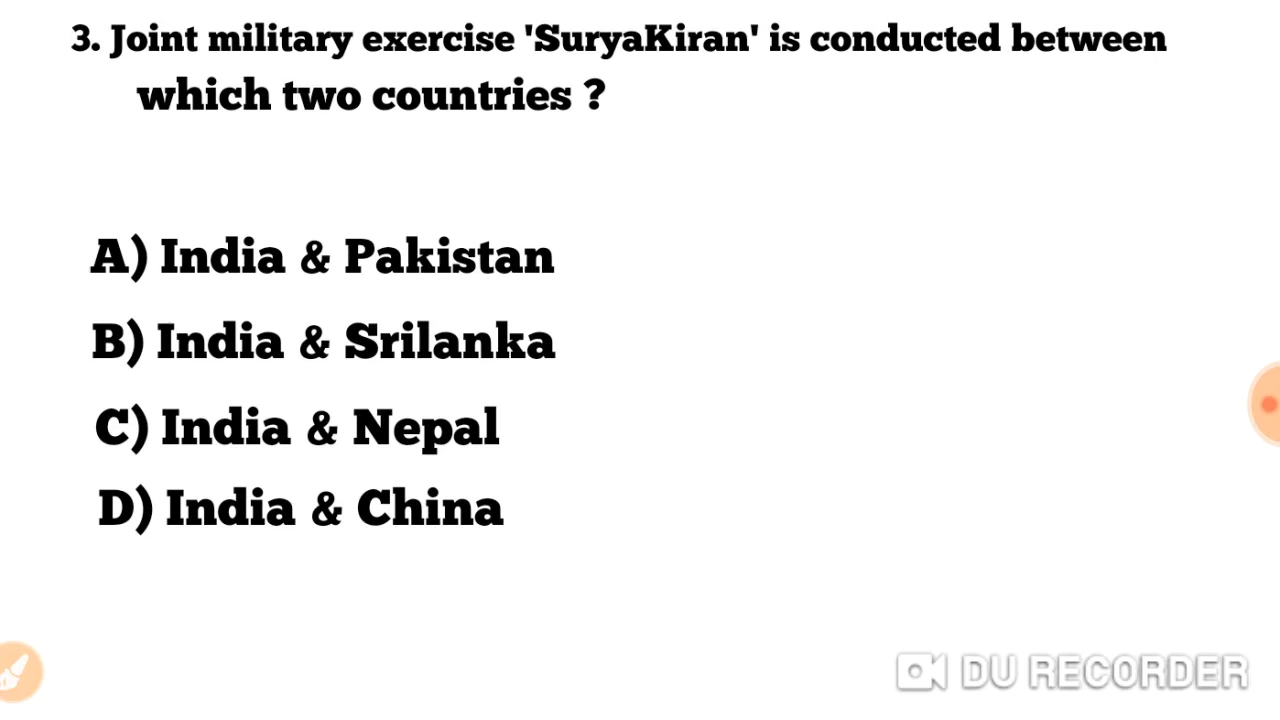 3. Joint military exercise 'SuryaKiran' is conducted between
which two countries ?
A) India & Pakistan
B) India & Srilanka
C) India & Nepal
D) India & China
DU RECORDER